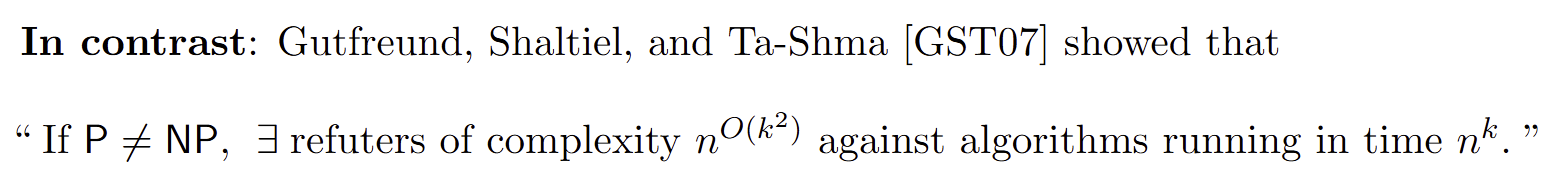 In contrast: Gutfreund, Shaltiel, and Ta-Shma [GST07] showed that
“ If P ≠ NP, ∃ refuters of complexity n^{O(k^2)} against algorithms running in time n^k. ”